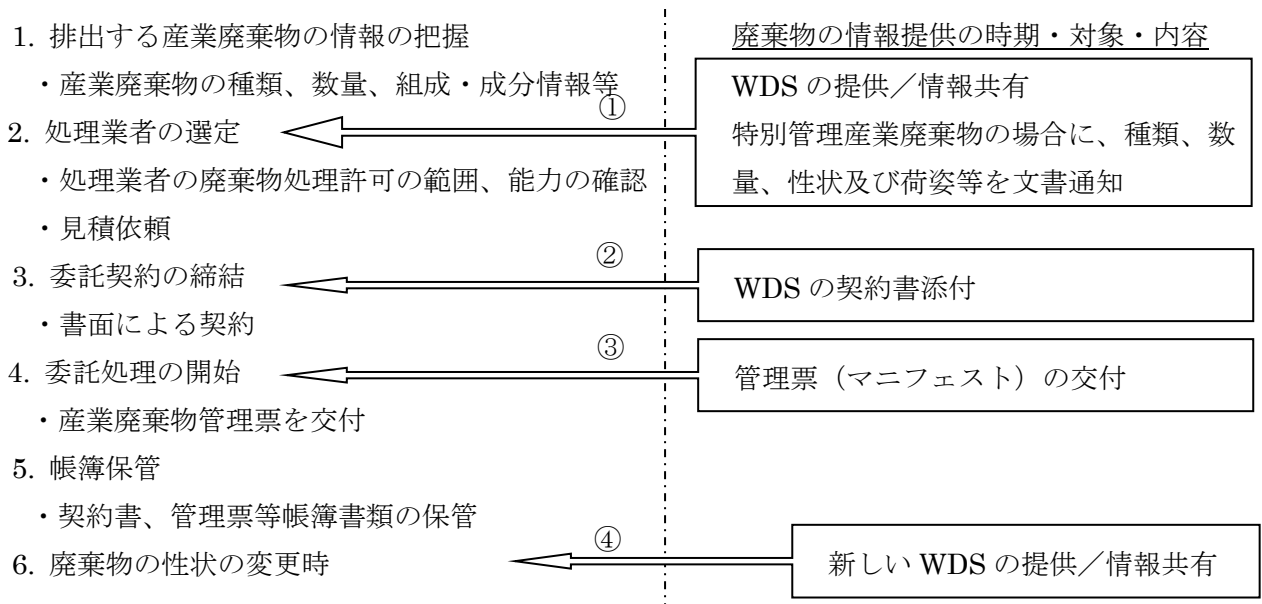 1. 排出する産業廃棄物の情報の把握
・産業廃棄物の種類、数量、組成・成分情報等
2. 処理業者の選定
・処理業者の廃棄物処理許可の範囲、能力の確認
・見積依頼
3. 委託契約の締結
・書面による契約
4. 委託処理の開始
・産業廃棄物管理票を交付
5. 帳簿保管
・契約書、管理票等帳簿書類の保管
6. 廃棄物の性状の変更時
廃棄物の情報提供の時期・対象・内容
①
WDS の提供／情報共有
特別管理産業廃棄物の場合に、種類、数
量、性状及び荷姿等を文書通知
②
WDS の契約書添付
③
管理票（マニフェスト）の交付
④
新しい WDS の提供／情報共有